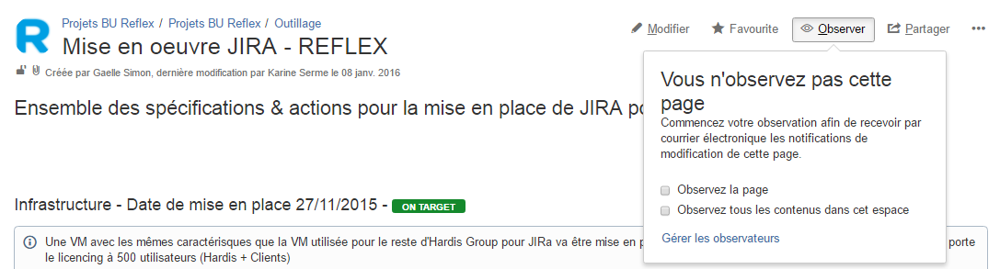 Projets BU Reflex / Projets BU Reflex / Outillage
Mise en oeuvre JIRA - REFLEX
Créée par Gaelle Simon, dernière modification par Karine Serme le 08 janv. 2016
Modifier Favourite Observer Partager
Vous n'observez pas cette
page
Commencez votre observation afin de recevoir par
courrier électronique les notifications de
modification de cette page.
Observez la page
Observez tous les contenus dans cet espace
Gérer les observateurs
Ensemble des spécifications & actions pour la mise en place de JIRA
Infrastructure - Date de mise en place 27/11/2015 - ON TARGET
Une VM avec les mêmes caractérisques que la VM utilisée pour le reste d'Hardis Group pour JIRa va être mise en porte
le licencing à 500 utilisateurs (Hardis + Clients)